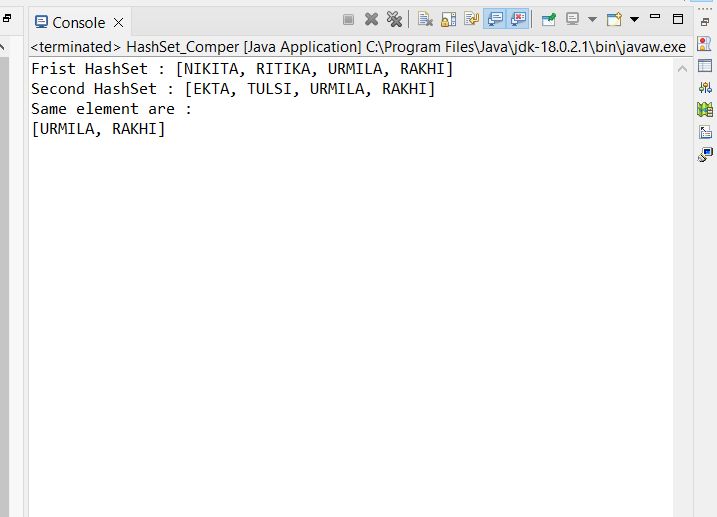 Console
<terminated> HashSet_Comper [Java Application] C:\Program Files\Java\jdk-18.0.2.1\bin\javaw.exe
Frist HashSet : [NIKITA, RITIKA, URMILA, RAKHI]
Second HashSet : [EKTA, TULSI, URMILA, RAKHI]
Same element are :
[URMILA, RAKHI]